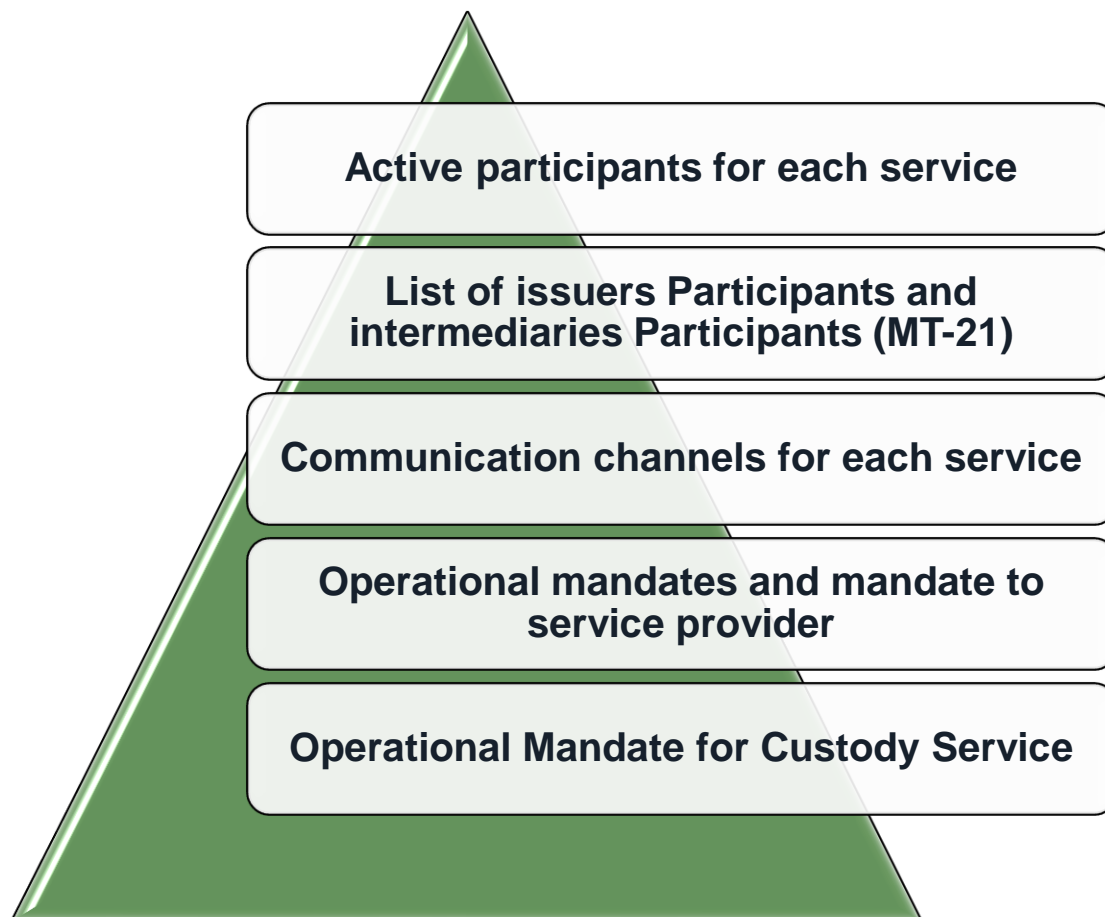 Active participants for each service
List of issuers Participants and
intermediaries Participants (MT-21)
Communication channels for each service
Operational mandates and mandate to
service provider
Operational Mandate for Custody Service